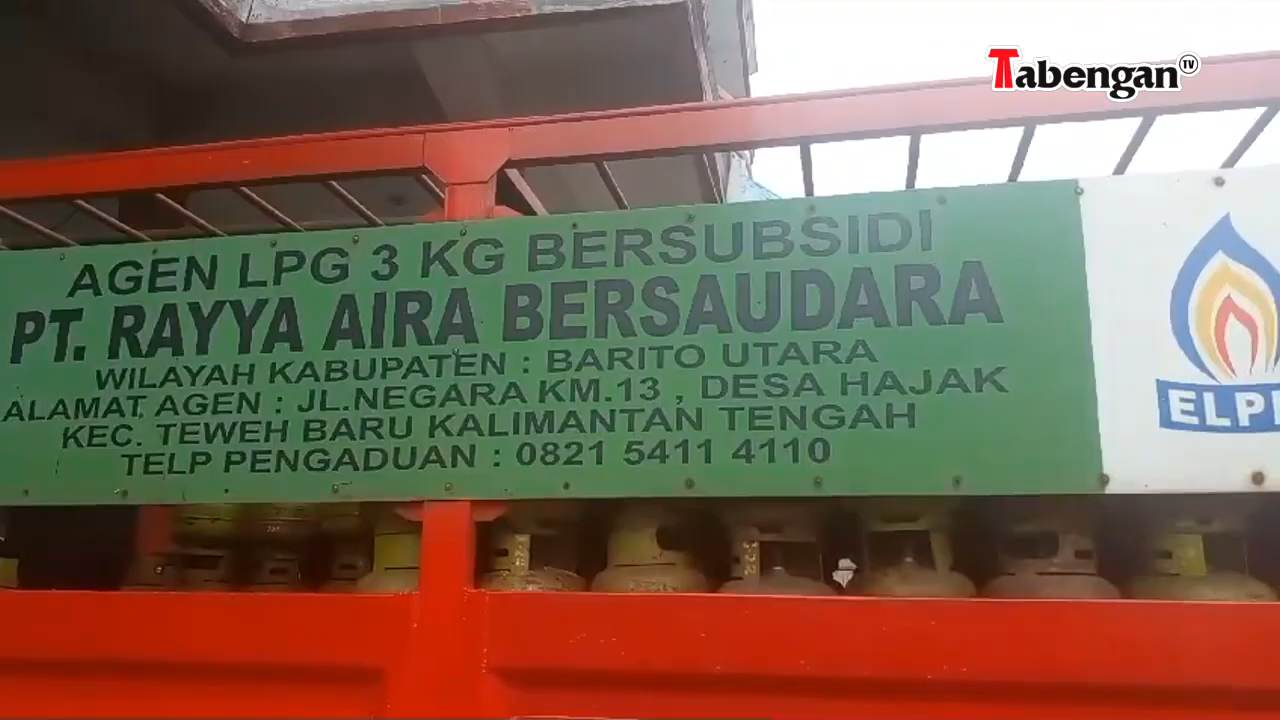 Tabengan TV
AGEN LPG 3 KG BERSUBSIDI
PT. RAYYA AIRA BERSAUDARA
WILAYAH KABUPATEN : BARITO UTARA
ALAMAT AGEN : JL.NEGARA KM.13 , DESA HAJAK
KEC. TEWEH BARU KALIMANTAN TENGAH
TELP PENGADUAN : 0821 5411 4110